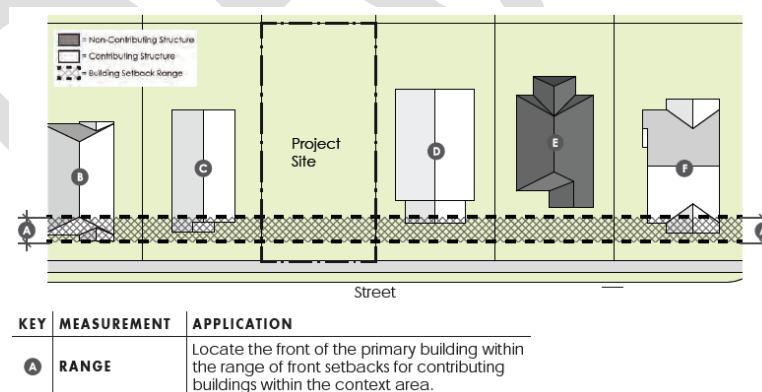 = Non-Contributing Structure
= Contributing Structure
= Building Setback Range
Project
Site
B
C
D
E
F
A
Street
KEY MEASUREMENT APPLICATION
A RANGE Locate the front of the primary building within
the range of front setbacks for contributing
buildings within the context area.